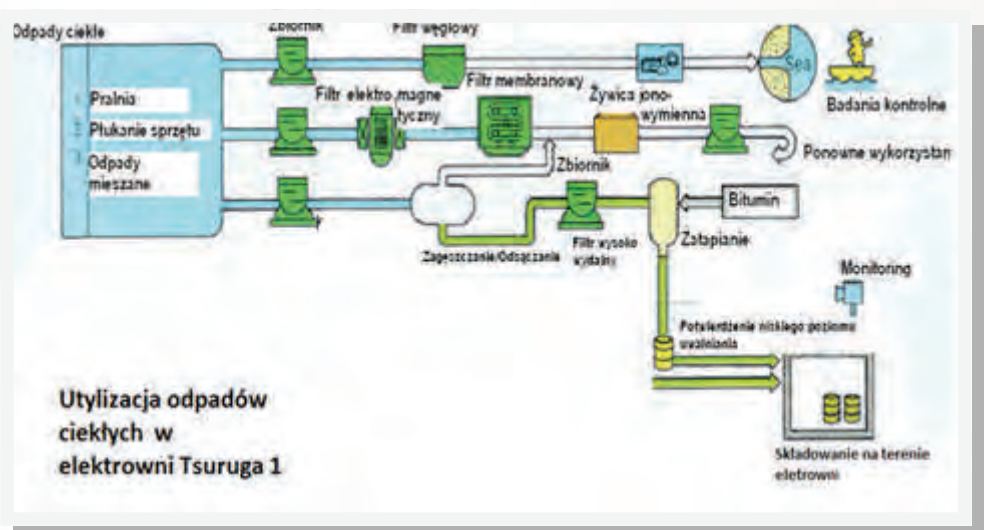 Odpady ciekłe
Zbiornik
Filtr węglowy
Sea
Badania kontrolne
Pralnia
Płukanie sprzętu
Odpady
mieszane
Filtr elektro magne
tyczny
Filtr membranowy
Żywica jono-
wymienna
Ponowne wykorzystan
Zbiornik
Bitumin
Zagęszczanie/Odsączanie
Filtr wysoko
wydajny
Zatapianie
Monitoring
Potwierdzenie niskiego poziomu
uwalniania
Utylizacja odpadów
ciekłych w
elektrowni Tsuruga 1
Składowanie na terenie
eletrowni